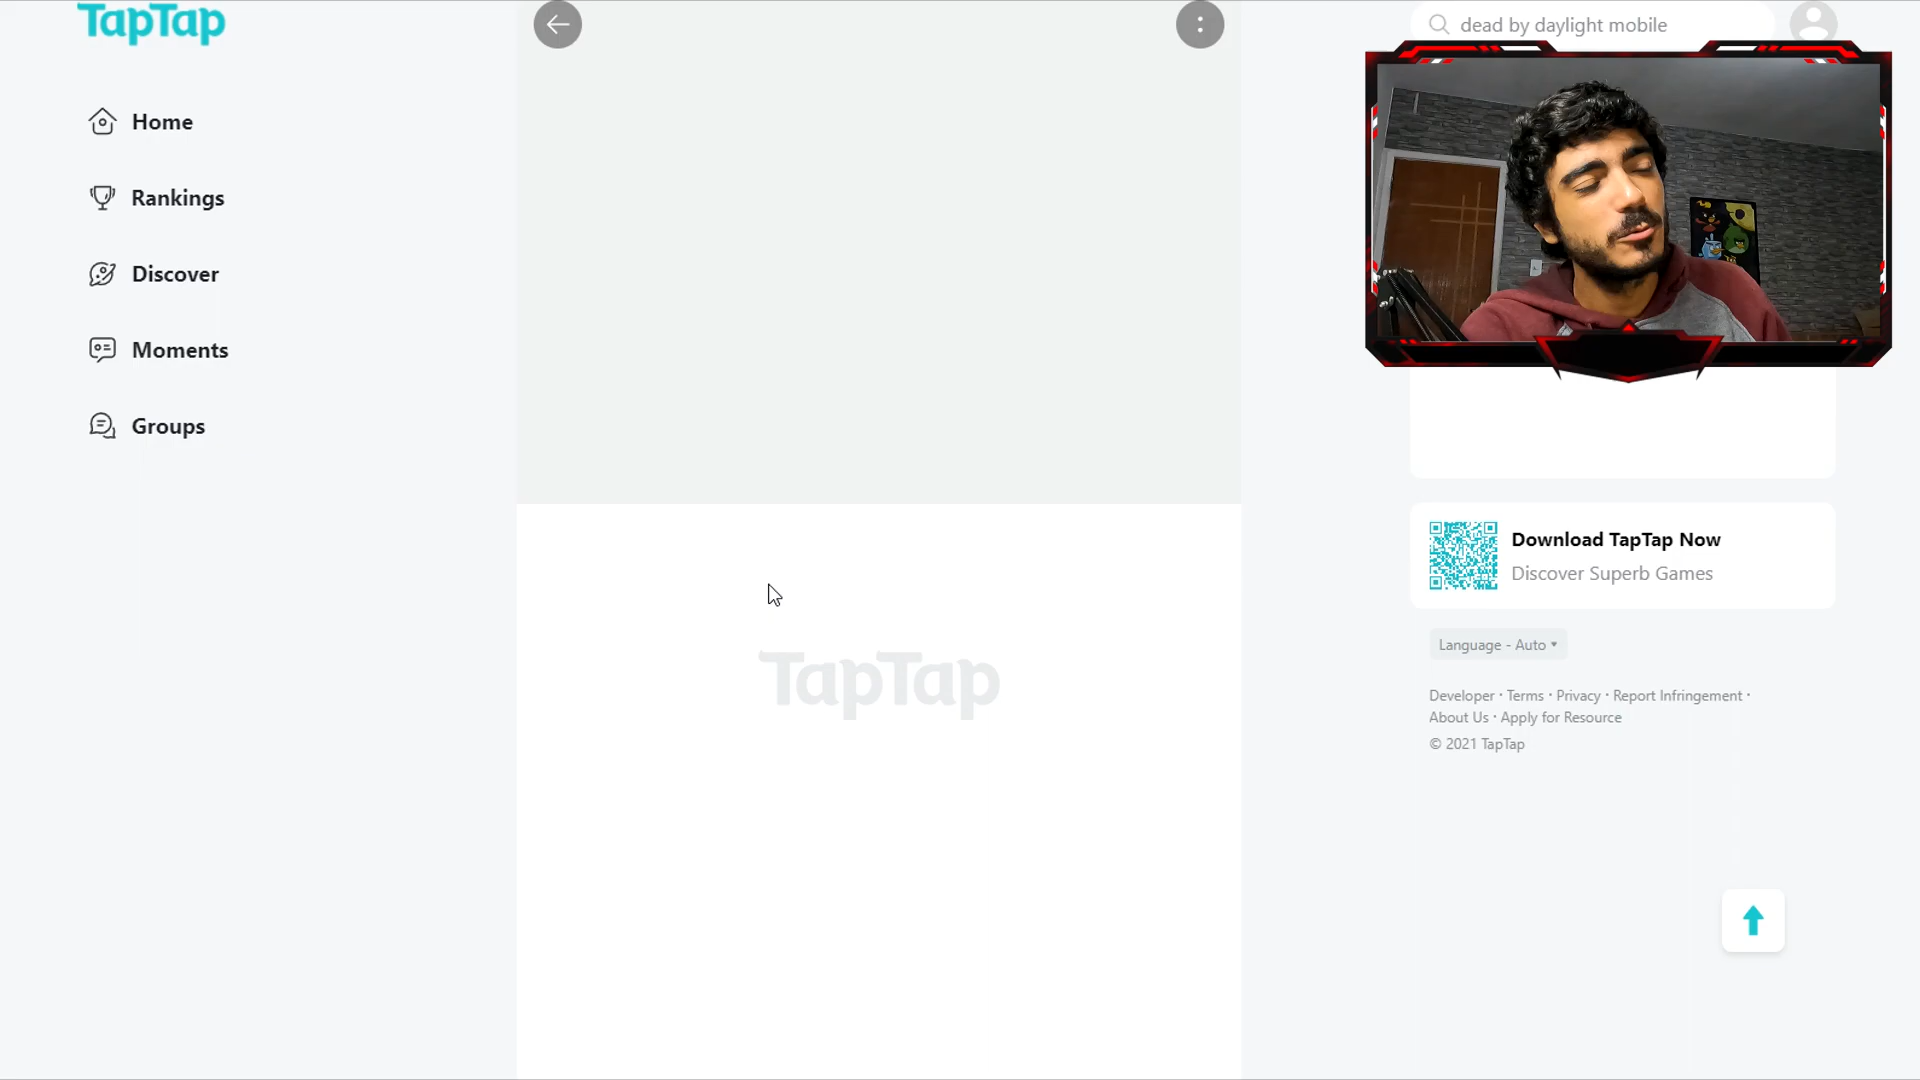 TapTap
dead by daylight mobile
Home
Rankings
Discover
Moments
Groups
TapTap
Download TapTap Now
Discover Superb Games
Language - Auto
Developer · Terms · Privacy · Report Infringement ·
About Us · Apply for Resource
© 2021 TapTap